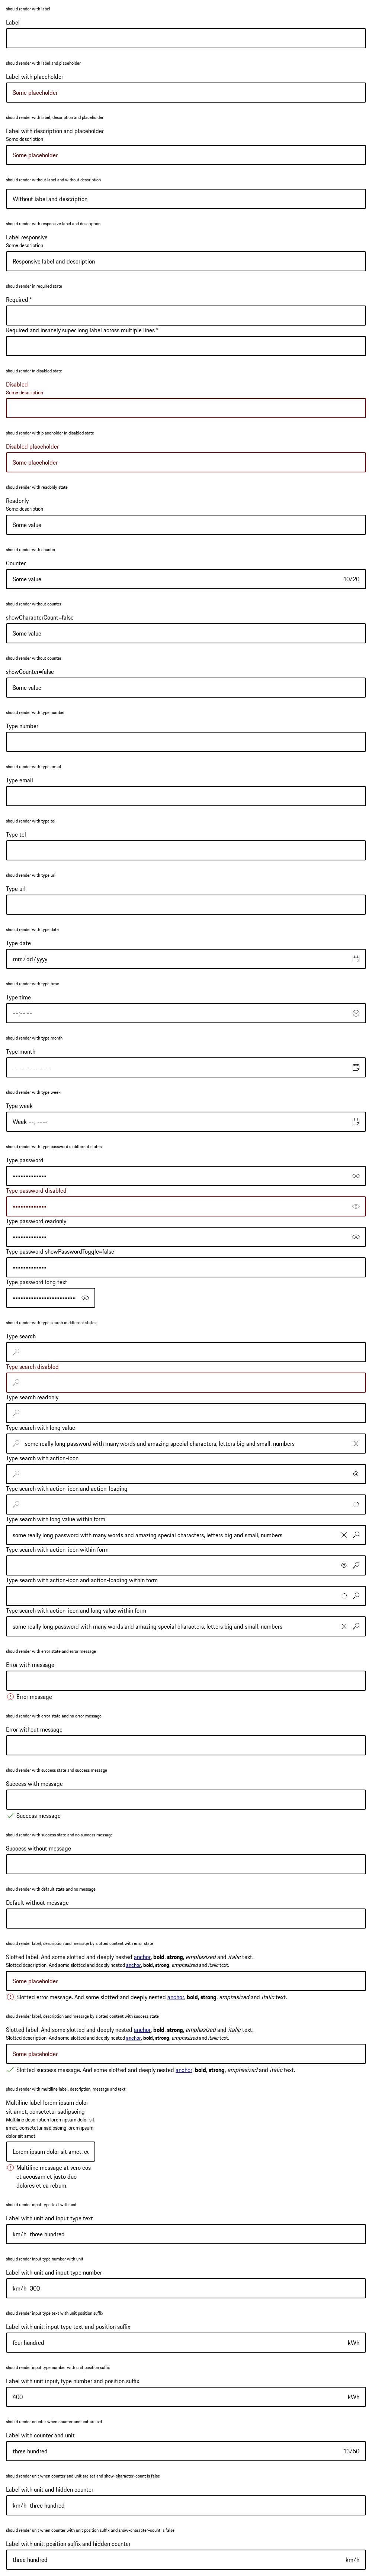 should render with label
Label
should render with label and placeholder
Label with placeholder
Some placeholder
should render with label, description and placeholder
Label with description and placeholder
Some description
Some placeholder
should render without label and without description
Without label and description
should render with responsive label and description
Label responsive
Some description
Responsive label and description
should render in required state
Required *
Required and insanely super long label across multiple lines *
should render in disabled state
Disabled
Some description
should render with placeholder in disabled state
Disabled placeholder
Some placeholder
should render with readonly state
Readonly
Some description
Some value
should render with counter
Counter
Some value 10/20
should render without counter
showCharacterCount=false
Some value
should render without counter
showCounter=false
Some value
should render with type number
Type number
should render with type email
Type email
should render with type tel
Type tel
should render with type url
Type url
should render with type date
Type date
mm/dd/yyyy
should render with type time
Type time
--:-- --
should render with type month
Type month
--------- ----
should render with type week
Type week
Week --, ----
should render with type password in different states
Type password
•••••••••••••
Type password disabled
•••••••••••••
Type password readonly
•••••••••••••
Type password showPasswordToggle=false
•••••••••••••
Type password long text
•••••••••••••••••••••••••
should render with type search in different states
Type search
Type search disabled
Type search readonly
Type search with long value
some really long password with many words and amazing special characters, letters big and small, numbers
Type search with action-icon
Type search with action-icon and action-loading
Type search with long value within form
some really long password with many words and amazing special characters, letters big and small, numbers
Type search with action-icon within form
Type search with action-icon and action-loading within form
Type search with action-icon and long value within form
some really long password with many words and amazing special characters, letters big and small, numbers
should render with error state and error message
Error with message
Error message
should render with error state and no error message
Error without message
should render with success state and success message
Success with message
Success message
should render with success state and no success message
Success without message
should render with default state and no message
Default without message
should render label, description and message by slotted content with error state
Slotted label. And some slotted and deeply nested anchor, bold, strong, emphasized and italic text.
Slotted description. And some slotted and deeply nested anchor, bold, strong, emphasized and italic text.
Some placeholder
Slotted error message. And some slotted and deeply nested anchor, bold, strong, emphasized and italic text.
should render label, description and message by slotted content with success state
Slotted label. And some slotted and deeply nested anchor, bold, strong, emphasized and italic text.
Slotted description. And some slotted and deeply nested anchor, bold, strong, emphasized and italic text.
Some placeholder
Slotted success message. And some slotted and deeply nested anchor, bold, strong, emphasized and italic text.
should render with multiline label, description, message and text
Multiline label lorem ipsum dolor
sit amet, consetetur sadipscing
Multiline description lorem ipsum dolor sit
amet, consetetur sadipscing lorem ipsum
dolor sit amet
Lorem ipsum dolor sit amet, co
Multiline message at vero eos
et accusam et justo duo
dolores et ea rebum.
should render input type text with unit
Label with unit and input type text
km/h three hundred
should render input type number with unit
Label with unit and input type number
km/h 300
should render input type text with unit position suffix
Label with unit, input type text and position suffix
four hundred kWh
should render input type number with unit position suffix
Label with unit input, type number and position suffix
400 kWh
should render counter when counter and unit are set
Label with counter and unit
three hundred 13/50
should render unit when counter and unit are set and show-character-count is false
Label with unit and hidden counter
km/h three hundred
should render unit when counter with unit position suffix and show-character-count is false
Label with unit, position suffix and hidden counter
three hundred km/h